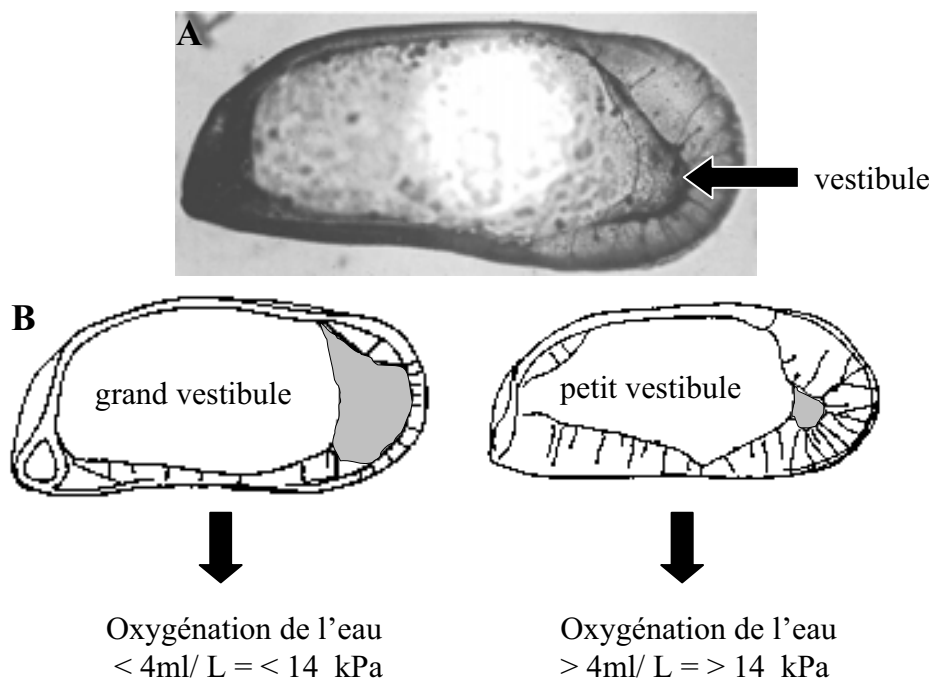 A
vestibule
B
grand vestibule
petit vestibule
Oxygénation de l’eau
< 4ml/ L = < 14 kPa
Oxygénation de l’eau
> 4ml/ L = > 14 kPa